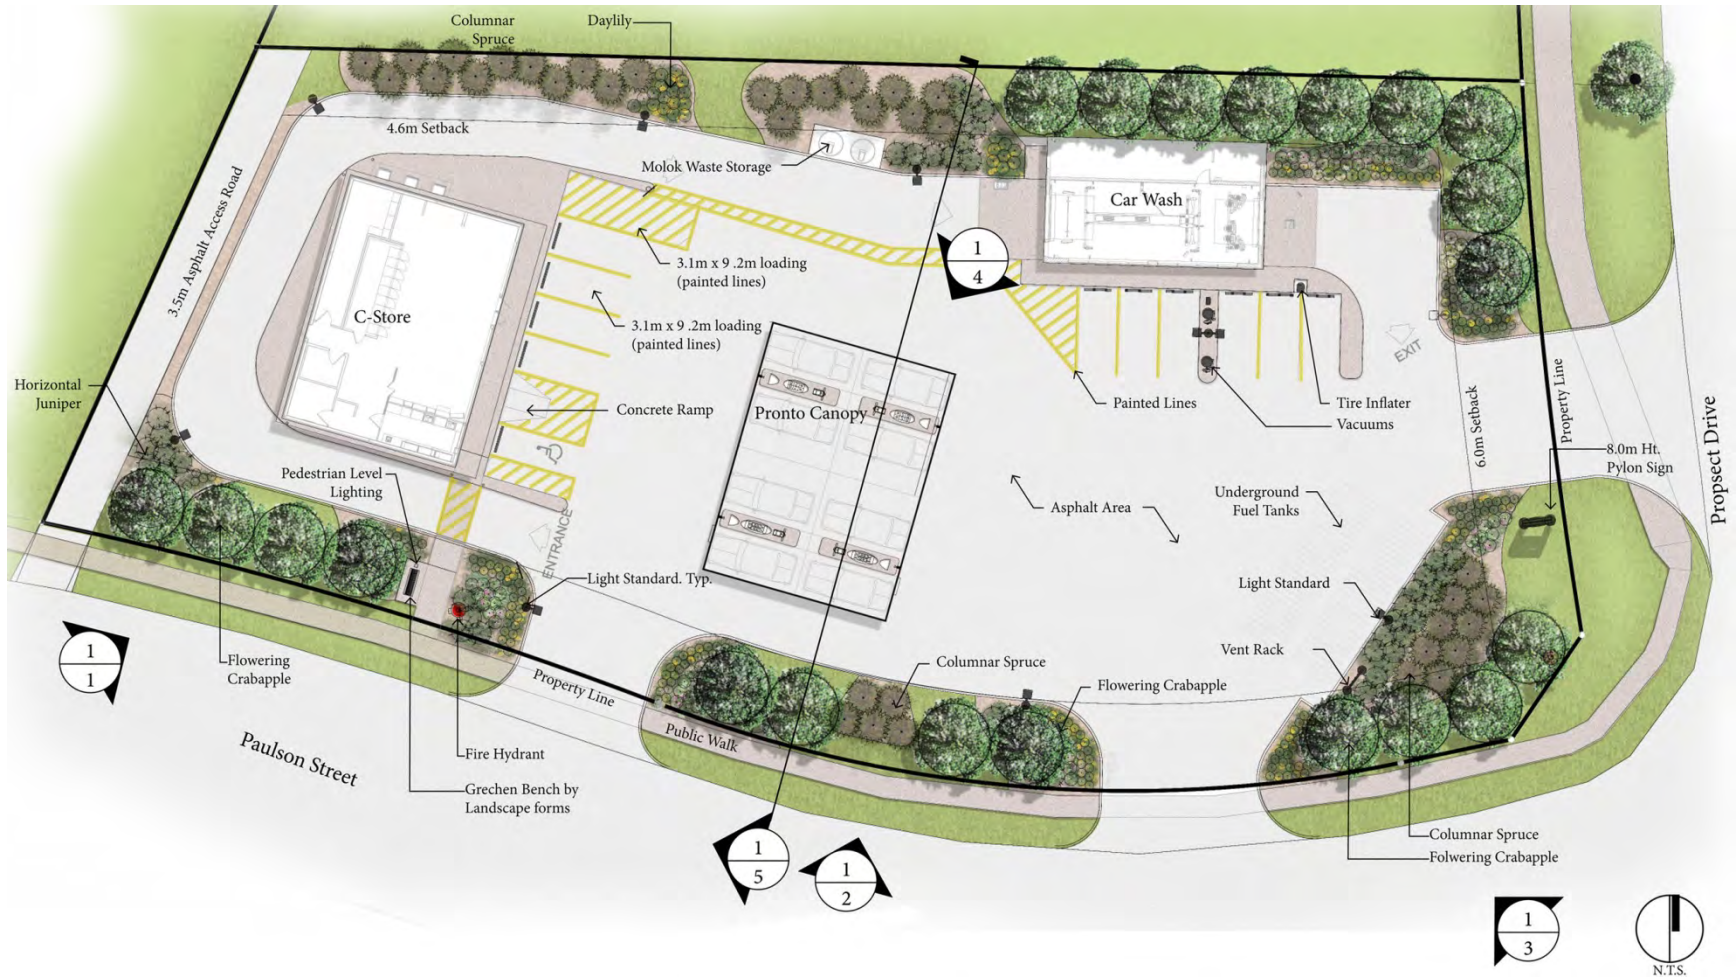 Columnar
Spruce
Daylily
4.6m Setback
Molok Waste Storage
Car Wash
3.5m Asphalt Access Road
C-Store
3.1m x 9 .2m loading
(painted lines)
3.1m x 9 .2m loading
(painted lines)
1
4
EXIT
Horizontal
Juniper
Concrete Ramp
Pronto Canopy
Painted Lines
Tire Inflater
Vacuums
6.0m Setback
Property Line
Propsect Drive
8.0m Ht.
Pylon Sign
Pedestrian Level
Lighting
ENTRANCE
Asphalt Area
Underground
Fuel Tanks
Light Standard. Typ.
Light Standard
Vent Rack
1
1
Flowering
Crabapple
Property Line
Columnar Spruce
Flowering Crabapple
Public Walk
Paulson Street
Fire Hydrant
Grechen Bench by
Landscape forms
1
5
1
2
Columnar Spruce
Folwering Crabapple
1
3
N.T.S.